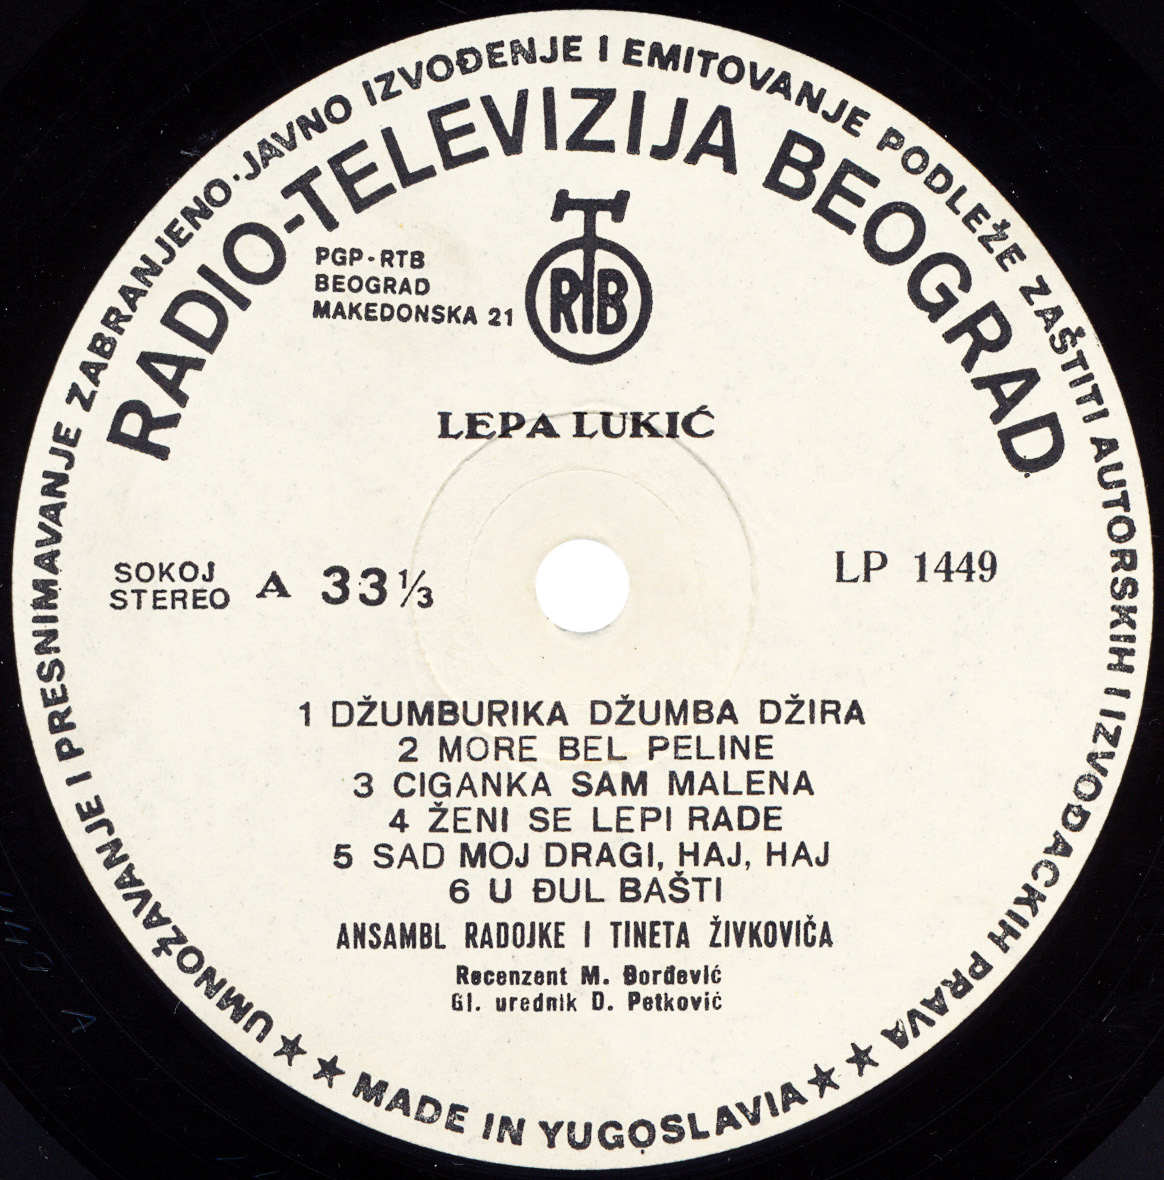 UMNOŽAVANJE I PRESNIMAVANJE ZABRANJENO·JAVNO IZVOĐENJE I EMITOVANJE PODLEŽE ZAŠTITI AUTORSKIH I IZVOĐAČKIH PRAVA
RADIO-TELEVIZIJA BEOGRAD
PGP-RTB
BEOGRAD
MAKEDONSKA 21
RTB
LEPA LUKIĆ
SOKOJ
STEREO
A 33⅓
LP 1449
1 DŽUMBURIKA DŽUMBA DŽIRA
2 MORE BEL PELINE
3 CIGANKA SAM MALENA
4 ŽENI SE LEPI RADE
5 SAD MOJ DRAGI, HAJ, HAJ
6 U ĐUL BAŠTI
ANSAMBL RADOJKE I TINETA ŽIVKOVIĆA
Recenzent M. Đorđević
Gl. urednik D. Petković
★★ MADE IN YUGOSLAVIA ★★